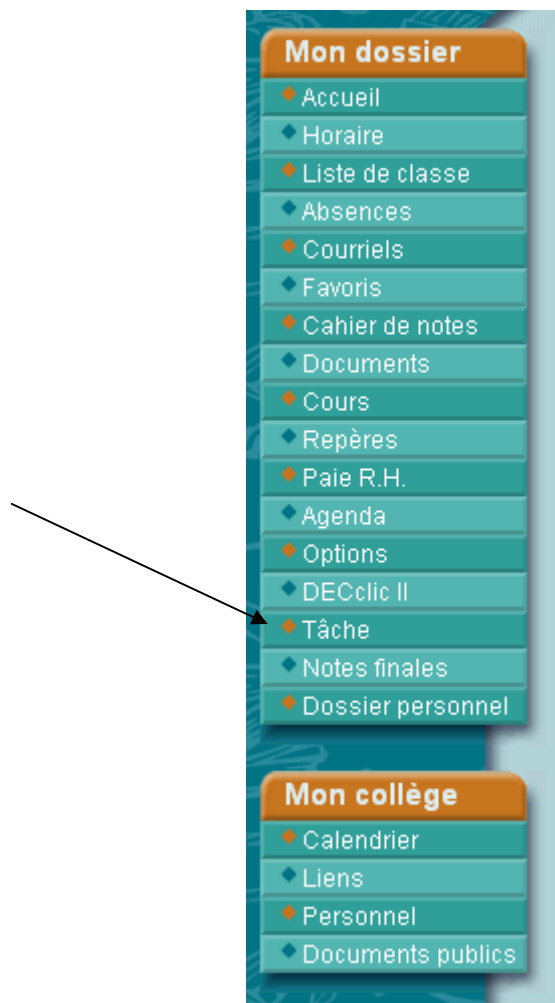 Mon dossier
Accueil
Horaire
Liste de classe
Absences
Courriels
Favoris
Cahier de notes
Documents
Cours
Repères
Paie R.H.
Agenda
Options
DECclic II
Tâche
Notes finales
Dossier personnel
Mon collège
Calendrier
Liens
Personnel
Documents publics